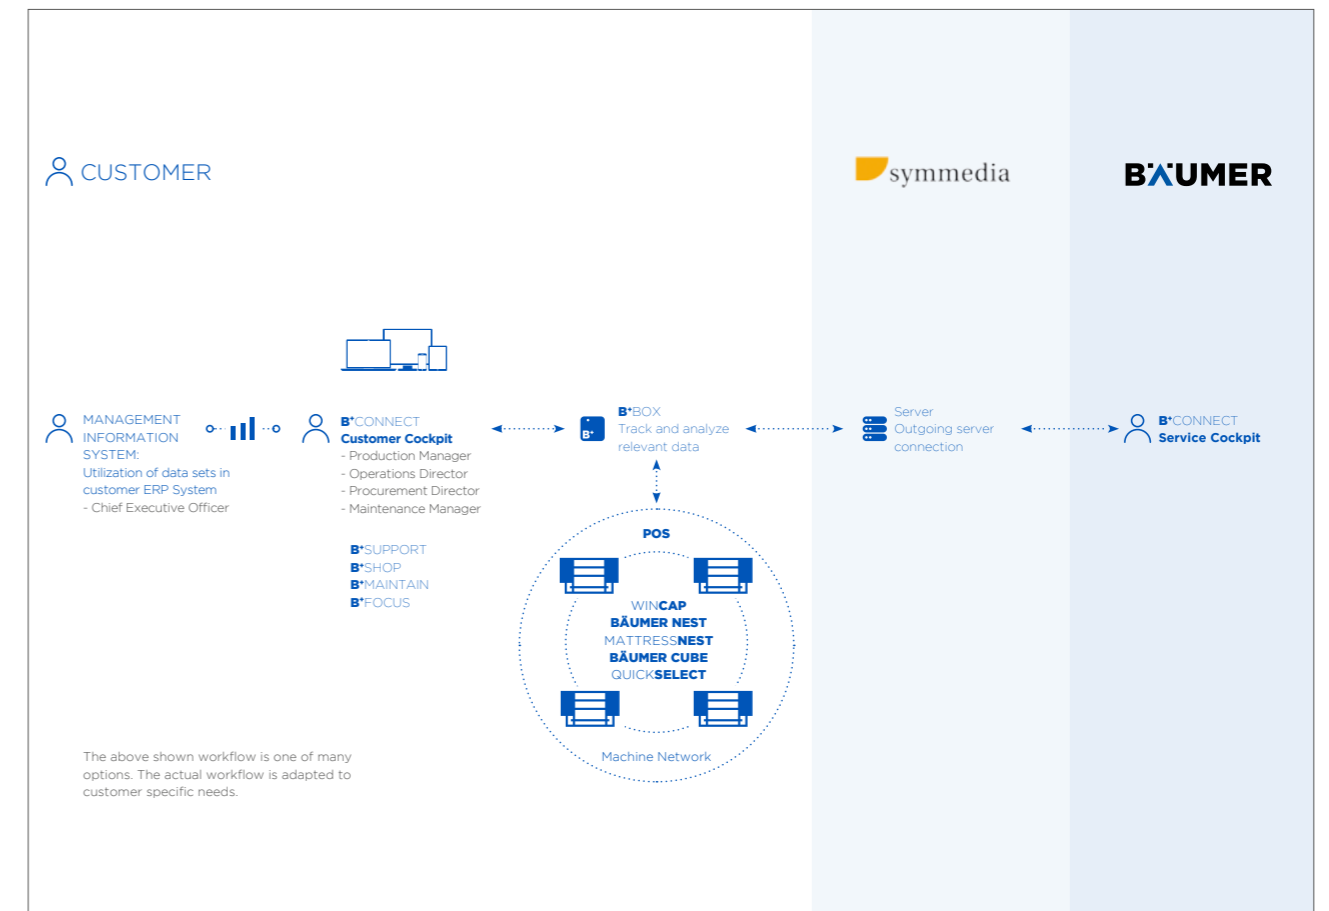 CUSTOMER
symmedia
BÄUMER
MANAGEMENT
INFORMATION
SYSTEM:
Utilization of data sets in
customer ERP System
- Chief Executive Officer
B+CONNECT
Customer Cockpit
- Production Manager
- Operations Director
- Procurement Director
- Maintenance Manager
B+SUPPORT
B+SHOP
B+MAINTAIN
B+FOCUS
B+
B+BOX
Track and analyze
relevant data
Server
Outgoing server
connection
B+CONNECT
Service Cockpit
POS
WINCAP
BÄUMER NEST
MATTRESSNEST
BÄUMER CUBE
QUICKSELECT
Machine Network
The above shown workflow is one of many
options. The actual workflow is adapted to
customer specific needs.